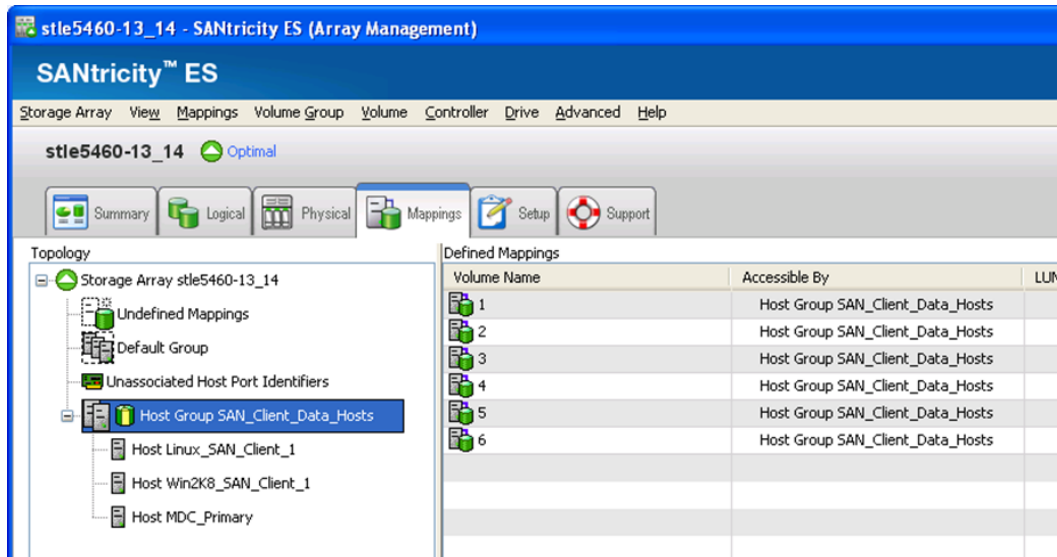 stle5460-13_14 - SANtricity ES (Array Management)
SANtricity™ ES
Storage Array View Mappings Volume Group Volume Controller Drive Advanced Help
stle5460-13_14 Optimal
Summary Logical Physical Mappings Setup Support
Topology
Storage Array stle5460-13_14
Undefined Mappings
Default Group
Unassociated Host Port Identifiers
Host Group SAN_Client_Data_Hosts
Host Linux_SAN_Client_1
Host Win2K8_SAN_Client_1
Host MDC_Primary
Defined Mappings
Volume Name Accessible By LUN
1 Host Group SAN_Client_Data_Hosts
2 Host Group SAN_Client_Data_Hosts
3 Host Group SAN_Client_Data_Hosts
4 Host Group SAN_Client_Data_Hosts
5 Host Group SAN_Client_Data_Hosts
6 Host Group SAN_Client_Data_Hosts